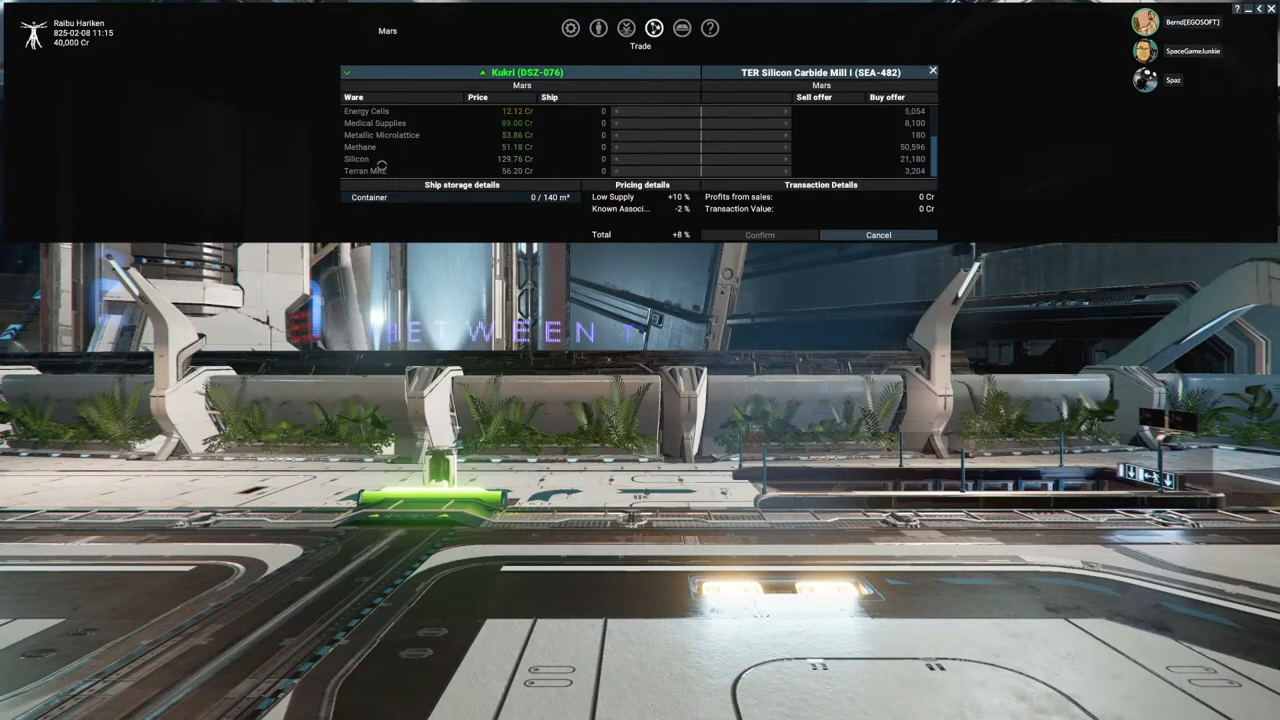 Raibu Hariken
825-02-08 11:15
40,000 Cr
Mars
?
Trade
Bernd[EGOSOFT]
SpaceGameJunkie
Spaz
Kukri (DSZ-076) TER Silicon Carbide Mill I (SEA-482)
Mars Mars
Ware Price Ship Sell offer Buy offer
Energy Cells 12.12 Cr 0 5,054
Medical Supplies 89.00 Cr 0 8,100
Metallic Microlattice 53.86 Cr 0 180
Methane 51.18 Cr 0 50,596
Silicon 129.76 Cr 0 21,180
Terran 56.20 Cr 0 3,204
Ship storage details Pricing details Transaction Details
Container 0 / 140 m³ Low Supply +10 % Profits from sales: 0 Cr
Known Associ... -2 % Transaction Value: 0 Cr
Total +8 % Confirm Cancel
BETWEEN T